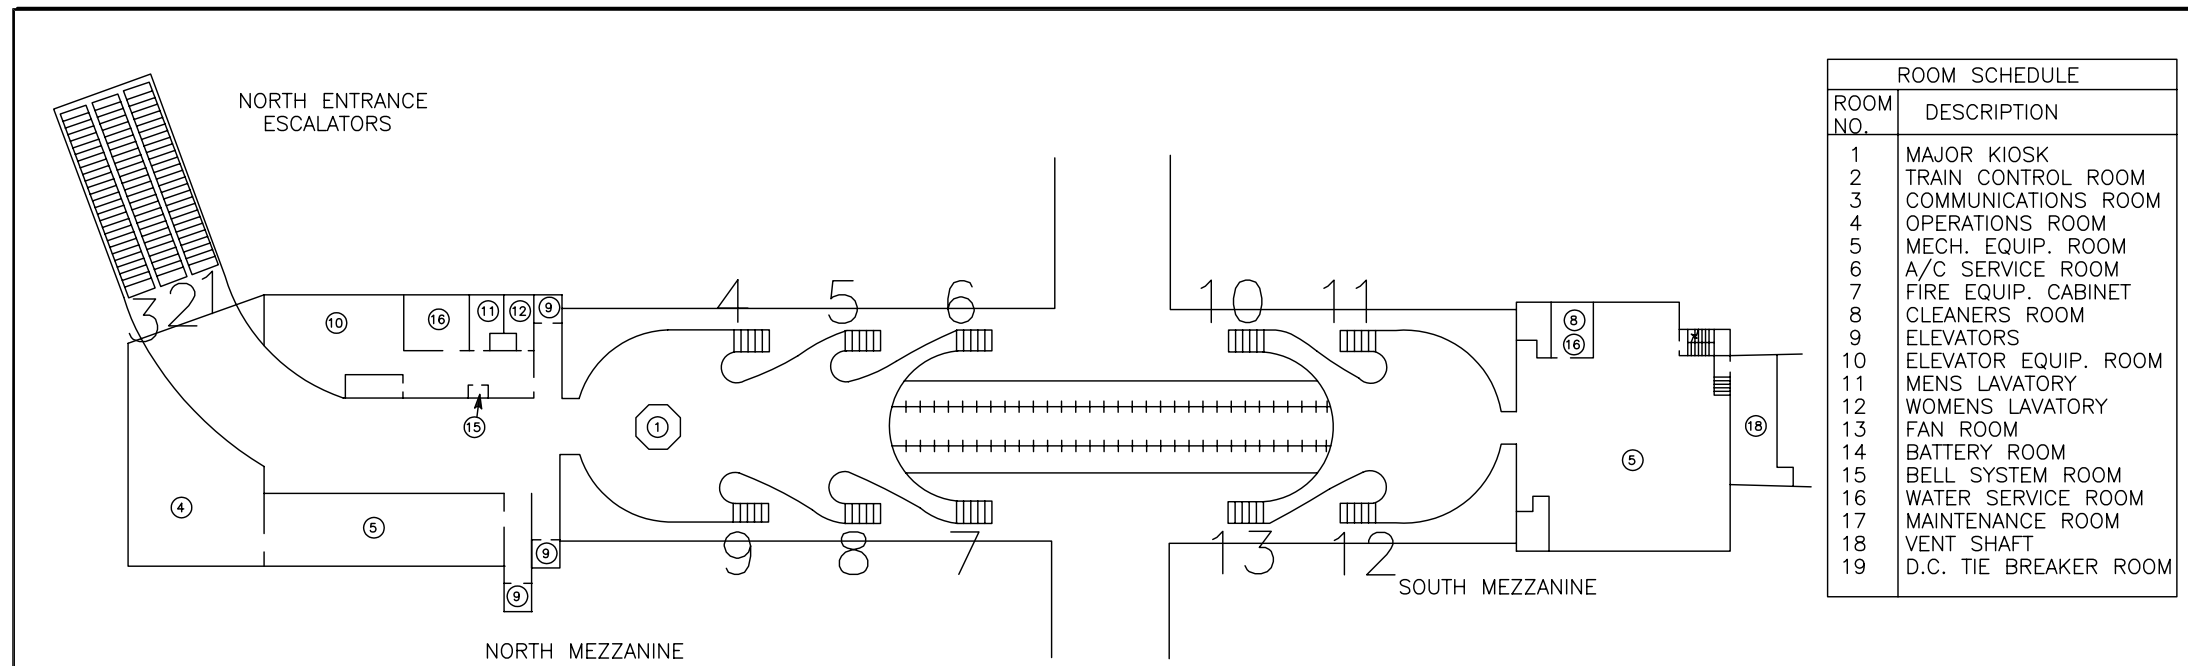 NORTH ENTRANCE
ESCALATORS
3 2 1
10
16
11
12
9
15
4
5
9
9
1
4 5 6
9 8 7
10 11
13 12
8
16
5
18
NORTH MEZZANINE
SOUTH MEZZANINE
ROOM SCHEDULE
ROOM NO. DESCRIPTION
1 MAJOR KIOSK
2 TRAIN CONTROL ROOM
3 COMMUNICATIONS ROOM
4 OPERATIONS ROOM
5 MECH. EQUIP. ROOM
6 A/C SERVICE ROOM
7 FIRE EQUIP. CABINET
8 CLEANERS ROOM
9 ELEVATORS
10 ELEVATOR EQUIP. ROOM
11 MENS LAVATORY
12 WOMENS LAVATORY
13 FAN ROOM
14 BATTERY ROOM
15 BELL SYSTEM ROOM
16 WATER SERVICE ROOM
17 MAINTENANCE ROOM
18 VENT SHAFT
19 D.C. TIE BREAKER ROOM